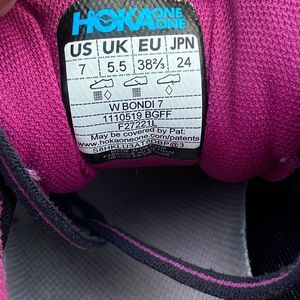 HOKA ONE ONE
US UK EU JPN
7 5.5 38⅔ 24
W BONDI 7
1110519 BGFF
F27221L
May be covered by Pat:
www.hokaoneone.com/patents